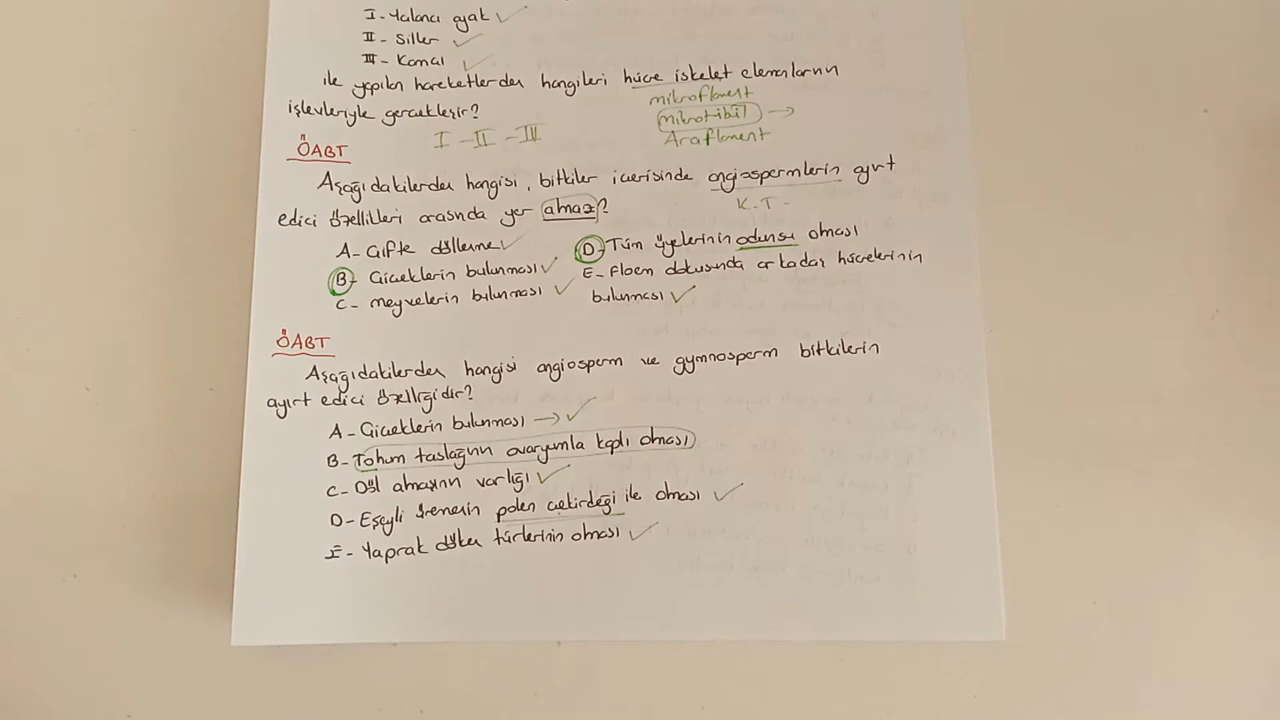 I- Yalancı ayak ✓
II- Siller ✓
III- Kamçı ✓
ile yapılan hareketlerden hangileri hücre iskelet elemanlarının
işlevleriyle gerçekleşir?
mikroflament
mikrotibül →
Araflament
I - II - III
ÖABT
Aşağıdakilerden hangisi, bitkiler içerisinde angiospermlerin ayırt
edici özellikleri arasında yer almaz?
K-T-
A- Çifte döllenme ✓
B- Çiçeklerin bulunması ✓
C- meyvelerin bulunması ✓
D- Tüm üyelerinin odunsu olması
E- floem dokusunda arkadaş hücrelerinin
bulunması ✓
ÖABT
Aşağıdakilerden hangisi angiosperm ve gymnosperm bitkilerin
ayırt edici özelliğidir?
A- Çiçeklerin bulunması → ✓
B- Tohum taslağının ovaryumla kaplı olması
C- Döl almaşının varlığı ✓
D- Eşeyli üremenin polen çekirdeği ile olması ✓
E- Yaprak döken türlerinin olması ✓